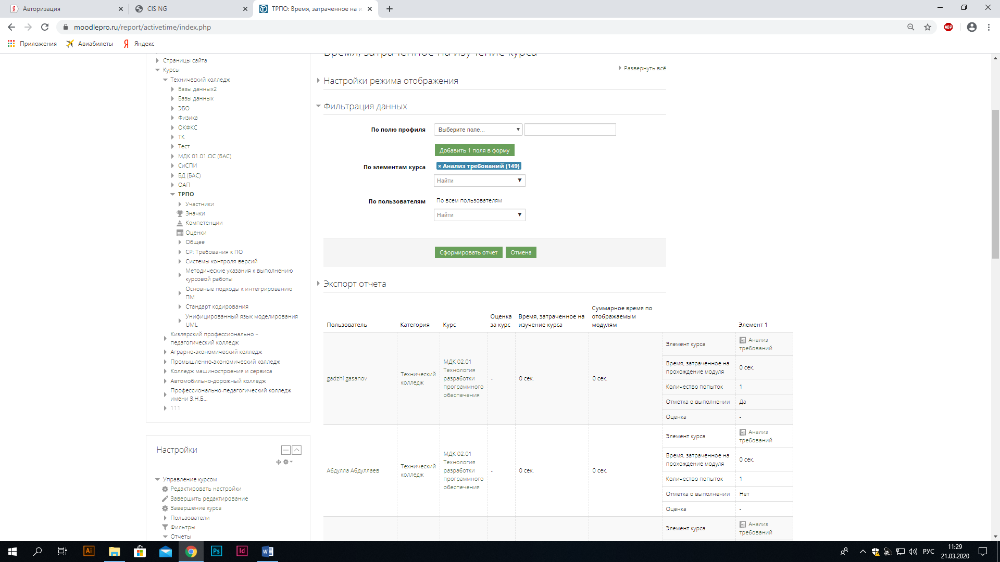 Авторизация
CIS NG
ТРПО: Время, затраченное на и
moodlepro.ru/report/activetime/index.php
ABP
Приложения
Авиабилеты
Яндекс
Время, затраченное на изучение курса
Страницы сайта
Курсы
Технический колледж
Базы данных2
Базы данных
ЭБО
Физика
ОКФКС
ТК
Тест
МДК 01.01.ОС (БАС)
СиСПИ
БД (БАС)
ОАП
ТРПО
Участники
Значки
Компетенции
Оценки
Общее
СР: Требования к ПО
Системы контроля версий
Методические указания к выполнению
курсовой работы
Основные подходы к интегрированию
ПМ
Стандарт кодирования
Унифицированный язык моделирования
UML
Кизлярский профессионально –
педагогический колледж
Аграрно-экономический колледж
Промышленно-экономический колледж
Колледж машиностроения и сервиса
Автомобильно-дорожный колледж
Профессионально-педагогический колледж
имени З.Н.Б...
111
Настройки
Управление курсом
Редактировать настройки
Завершить редактирование
Завершение курса
Пользователи
Фильтры
Отчеты
Развернуть всё
Настройки режима отображения
Фильтрация данных
По полю профиля
Выберите поле...
Добавить 1 поля в форму
По элементам курса
× Анализ требований (149)
Найти
По пользователям
По всем пользователям
Найти
Сформировать отчет
Отмена
Экспорт отчета
Пользователь
Категория
Курс
Оценка
за курс
Время, затраченное на
изучение курса
Суммарное время по
отображаемым
модулям
Элемент 1
gadzhi gasanov
Технический
колледж
МДК 02.01
Технология
разработки
программного
обеспечения
-
0 сек.
0 сек.
Элемент курса
Анализ
требований
Время, затраченное на
прохождение модуля
0 сек.
Количество попыток
1
Отметка о выполнении
Да
Оценка
-
Абдулла Абдуллаев
Технический
колледж
МДК 02.01
Технология
разработки
программного
обеспечения
-
0 сек.
0 сек.
Элемент курса
Анализ
требований
Время, затраченное на
прохождение модуля
0 сек.
Количество попыток
1
Отметка о выполнении
Нет
Оценка
-
Элемент курса
Анализ
требований
Ai
Ps
Id
РУС
11:29
21.03.2020